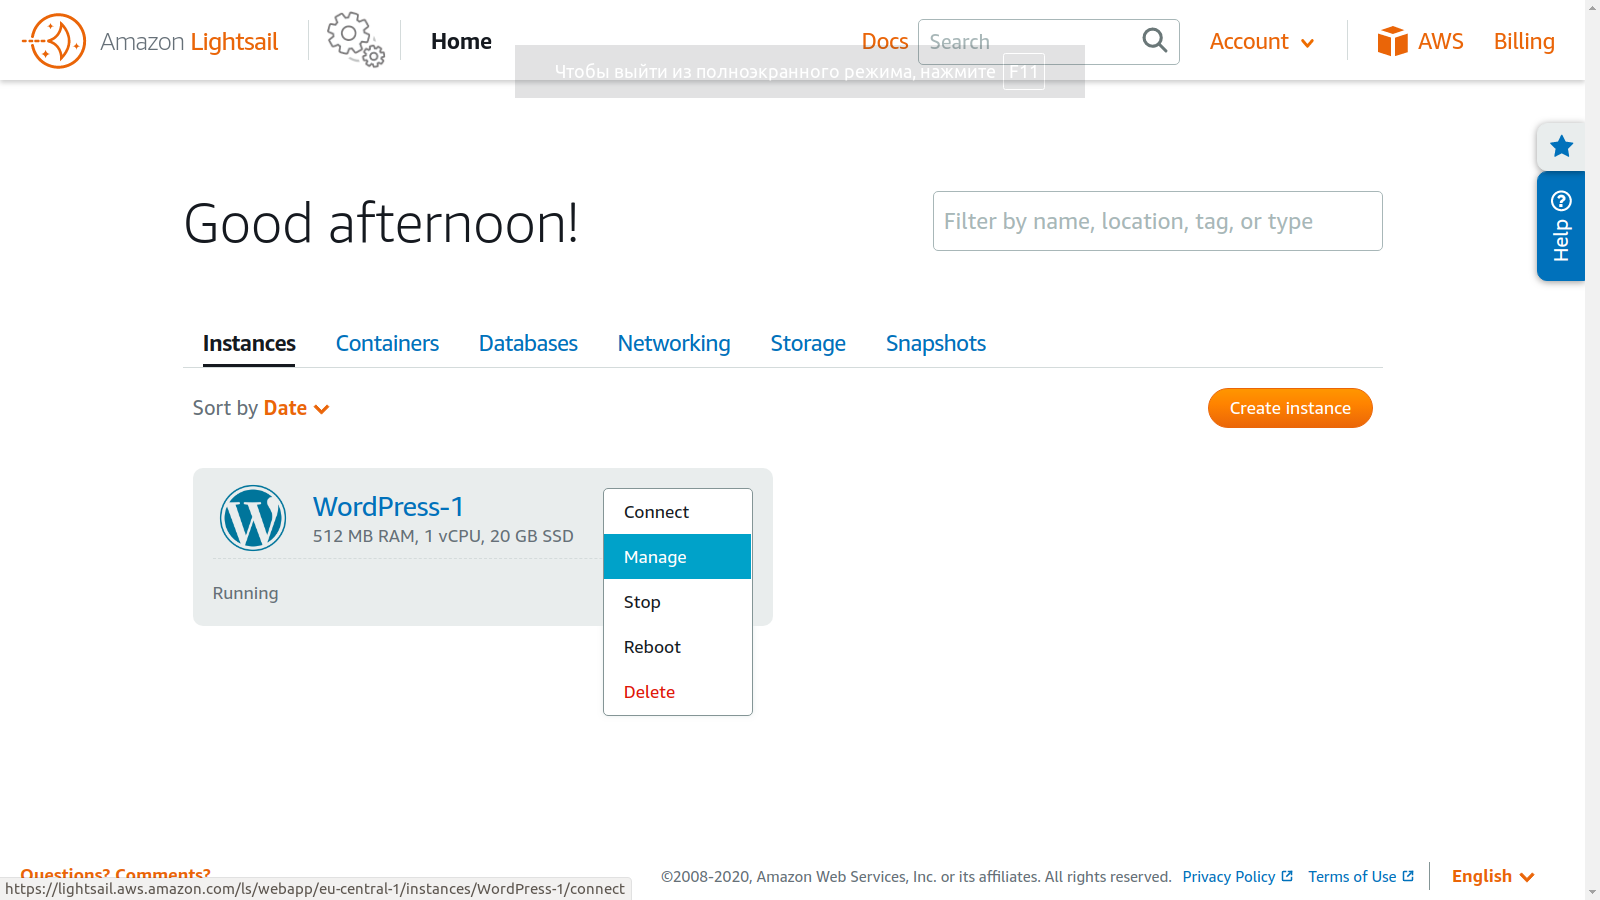 Amazon Lightsail
Home
Docs
Search
Account
AWS
Billing
Чтобы выйти из полноэкранного режима, нажмите F11
Help
Good afternoon!
Filter by name, location, tag, or type
Instances
Containers
Databases
Networking
Storage
Snapshots
Sort by Date
Create instance
WordPress-1
512 MB RAM, 1 vCPU, 20 GB SSD
Running
Connect
Manage
Stop
Reboot
Delete
Questions? Comments?
https://lightsail.aws.amazon.com/ls/webapp/eu-central-1/instances/WordPress-1/connect
©2008-2020, Amazon Web Services, Inc. or its affiliates. All rights reserved.
Privacy Policy
Terms of Use
English